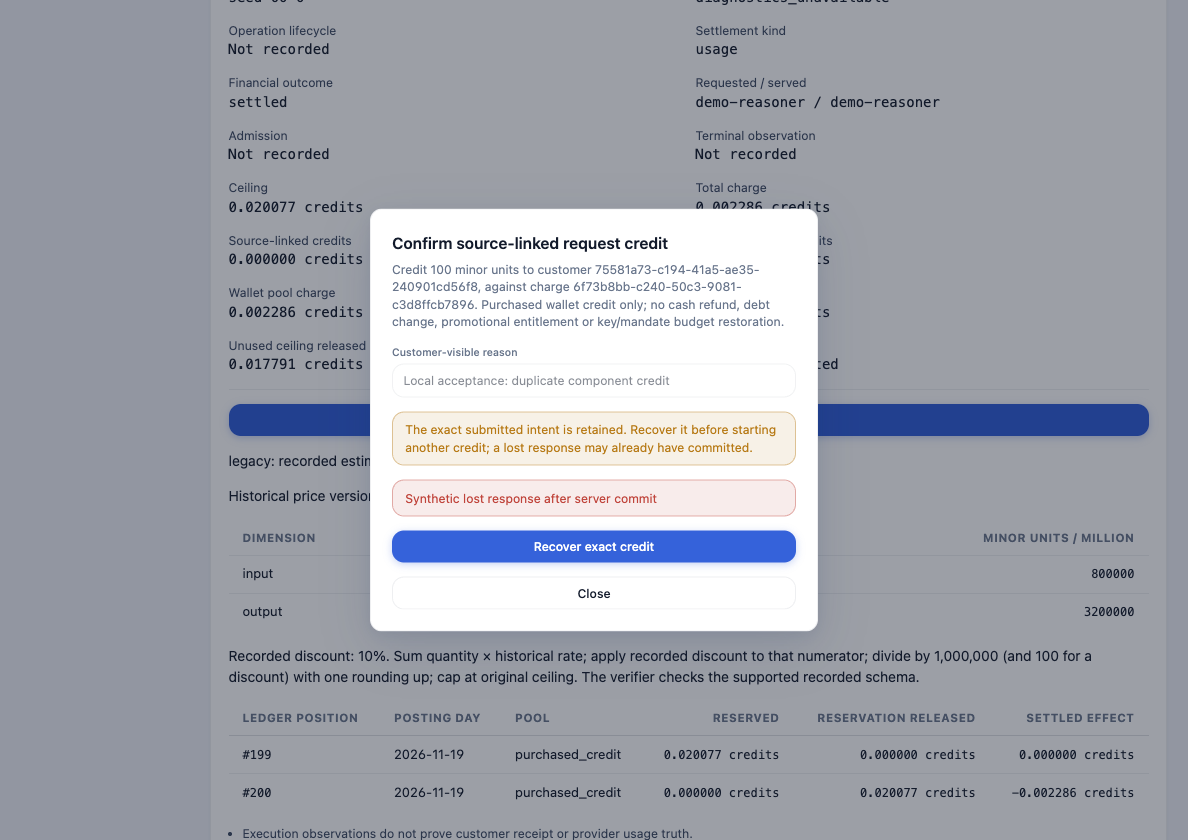 Operation lifecycle
Not recorded
Settlement kind
usage
Financial outcome
settled
Requested / served
demo-reasoner / demo-reasoner
Admission
Not recorded
Terminal observation
Not recorded
Ceiling
0.020077 credits
Total charge
0.002286 credits
Source-linked credits
0.000000 credits
Wallet pool charge
0.002286 credits
Unused ceiling released
0.017791 credits
Confirm source-linked request credit
Credit 100 minor units to customer 75581a73-c194-41a5-ae35-
240901cd56f8, against charge 6f73b8bb-c240-50c3-9081-
c3d8ffcb7896. Purchased wallet credit only; no cash refund, debt
change, promotional entitlement or key/mandate budget restoration.
Customer-visible reason
Local acceptance: duplicate component credit
The exact submitted intent is retained. Recover it before starting
another credit; a lost response may already have committed.
Synthetic lost response after server commit
Recover exact credit
Close
legacy: recorded
Historical price
DIMENSION
MINOR UNITS / MILLION
input
800000
output
3200000
Recorded discount: 10%. Sum quantity × historical rate; apply recorded discount to that numerator; divide by 1,000,000 (and 100 for a
discount) with one rounding up; cap at original ceiling. The verifier checks the supported recorded schema.
LEDGER POSITION POSTING DAY POOL RESERVED RESERVATION RELEASED SETTLED EFFECT
#199 2026-11-19 purchased_credit 0.020077 credits 0.000000 credits 0.000000 credits
#200 2026-11-19 purchased_credit 0.000000 credits 0.020077 credits −0.002286 credits
• Execution observations do not prove customer receipt or provider usage truth.